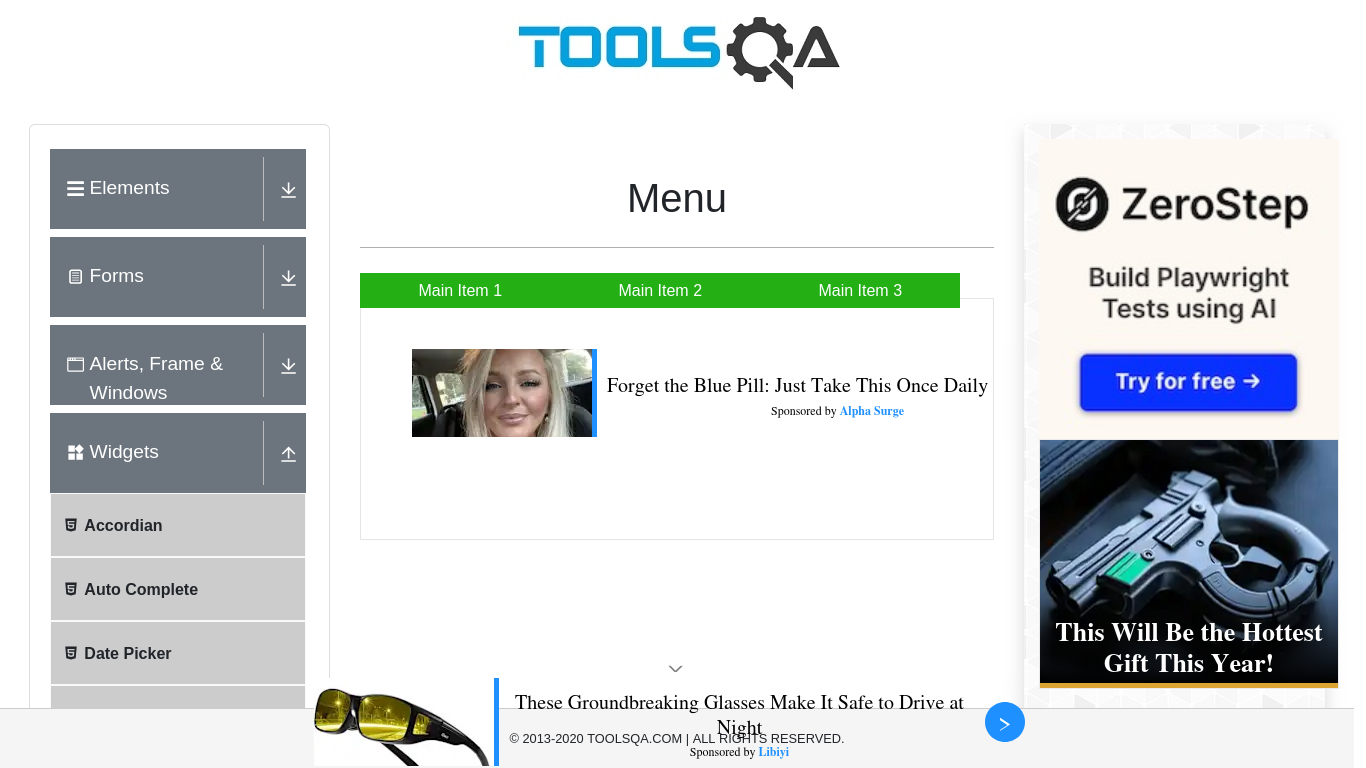 TOOLSQA
Elements
Forms
Alerts, Frame &
Windows
Widgets
Accordian
Auto Complete
Date Picker
Menu
Main Item 1
Main Item 2
Main Item 3
Forget the Blue Pill: Just Take This Once Daily
Sponsored by Alpha Surge
ZeroStep
Build Playwright
Tests using AI
Try for free →
This Will Be the Hottest
Gift This Year!
These Groundbreaking Glasses Make It Safe to Drive at
Night
© 2013-2020 TOOLSQA.COM | ALL RIGHTS RESERVED.
Sponsored by Libiyi